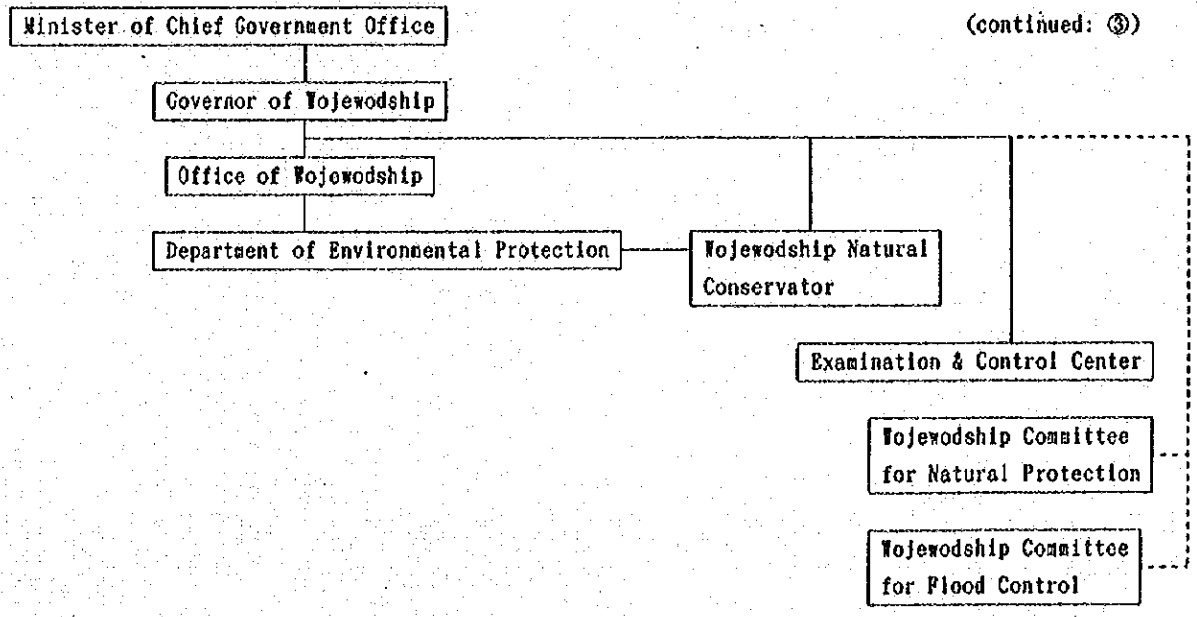 Minister of Chief Government Office
(continued: ③)
Governor of Wojewodship
Office of Wojewodship
Department of Environmental Protection
Wojewodship Natural
Conservator
Examination & Control Center
Wojewodship Committee
for Natural Protection
Wojewodship Committee
for Flood Control